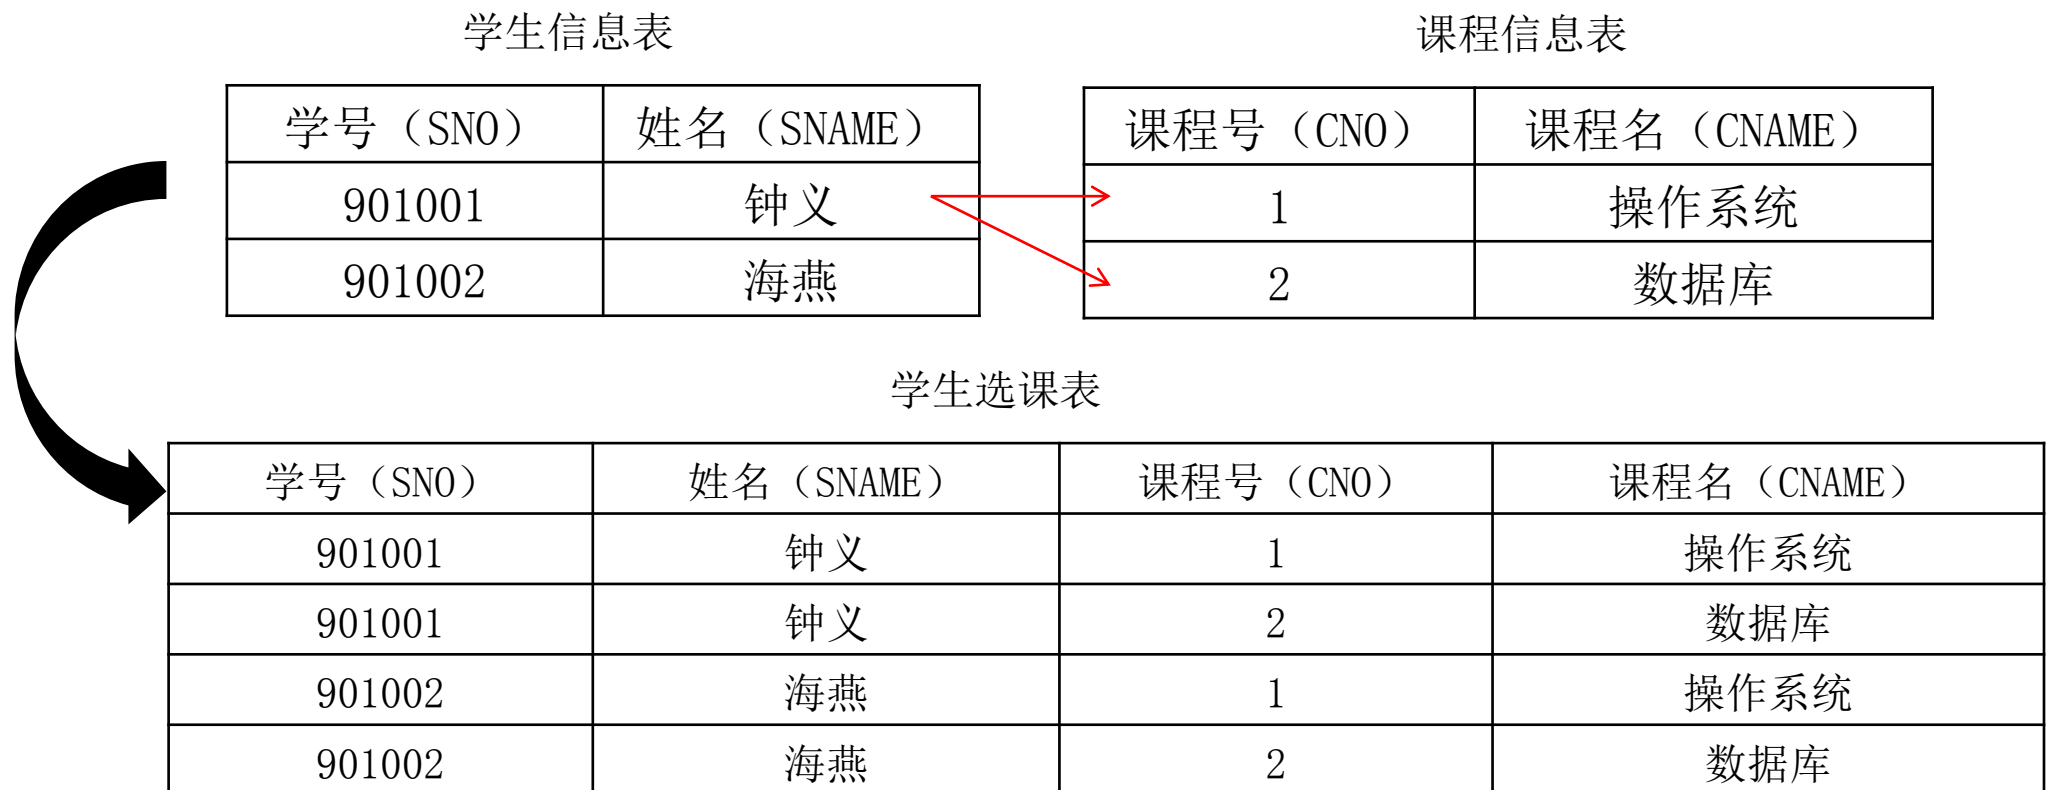 学生信息表
课程信息表
学号（SNO） 姓名（SNAME）
901001 钟义
901002 海燕
课程号（CNO） 课程名（CNAME）
1 操作系统
2 数据库
学生选课表
学号（SNO） 姓名（SNAME） 课程号（CNO） 课程名（CNAME）
901001 钟义 1 操作系统
901001 钟义 2 数据库
901002 海燕 1 操作系统
901002 海燕 2 数据库